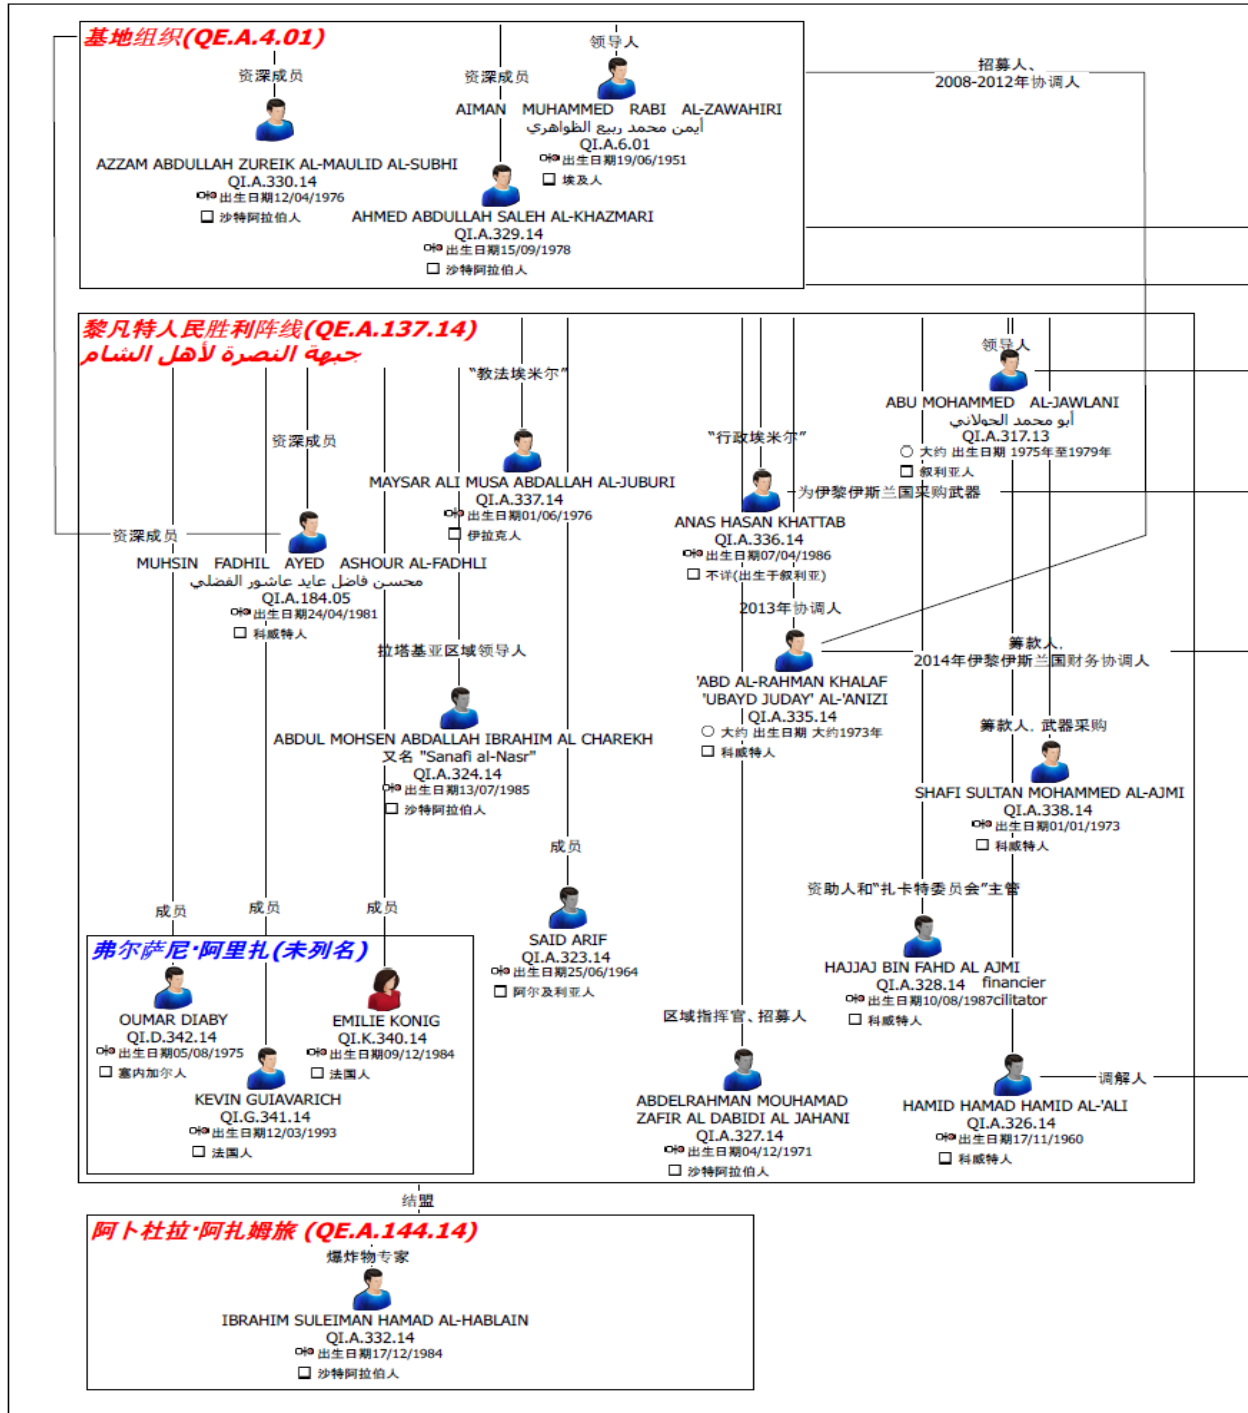 基地组织(QE.A.4.01)
领导人
资深成员
资深成员
AIMAN MUHAMMED RABI AL-ZAWAHIRI
أيمن محمد ربيع الظواهري
QI.A.6.01
出生日期19/06/1951
埃及人
AZZAM ABDULLAH ZUREIK AL-MAULID AL-SUBHI
QI.A.330.14
出生日期12/04/1976
沙特阿拉伯人
AHMED ABDULLAH SALEH AL-KHAZMARI
QI.A.329.14
出生日期15/09/1978
沙特阿拉伯人
招募人、
2008-2012年协调人
黎凡特人民胜利阵线(QE.A.137.14)
جبهة النصرة لأهل الشام
领导人
ABU MOHAMMED AL-JAWLANI
أبو محمد الجولاني
QI.A.317.13
大约 出生日期 1975年至1979年
叙利亚人
“教法埃米尔”
MAYSAR ALI MUSA ABDALLAH AL-JUBURI
QI.A.337.14
出生日期01/06/1976
伊拉克人
“行政埃米尔”
为伊黎伊斯兰国采购武器
ANAS HASAN KHATTAB
QI.A.336.14
出生日期07/04/1986
不详(出生于叙利亚)
资深成员
资深成员
MUHSIN FADHIL AYED ASHOUR AL-FADHLI
محسن فاضل عايد عاشور الفضلي
QI.A.184.05
出生日期24/04/1981
科威特人
2013年协调人
筹款人,
2014年伊黎伊斯兰国财务协调人
'ABD AL-RAHMAN KHALAF
'UBAYD JUDAY' AL-'ANIZI
QI.A.335.14
大约 出生日期 大约1973年
科威特人
拉塔基亚区域领导人
ABDUL MOHSEN ABDALLAH IBRAHIM AL CHAREKH
又名 "Sanafi al-Nasr"
QI.A.324.14
出生日期13/07/1985
沙特阿拉伯人
筹款人, 武器采购
SHAFI SULTAN MOHAMMED AL-AJMI
QI.A.338.14
出生日期01/01/1973
科威特人
成员
SAID ARIF
QI.A.323.14
出生日期25/06/1964
阿尔及利亚人
资助人和“扎卡特委员会”主管
HAJJAJ BIN FAHD AL AJMI
QI.A.328.14 financier
出生日期10/08/1987cilitator
科威特人
成员
成员
成员
弗尔萨尼·阿里扎(未列名)
OUMAR DIABY
QI.D.342.14
出生日期05/08/1975
塞内加尔人
EMILIE KONIG
QI.K.340.14
出生日期09/12/1984
法国人
KEVIN GUIAVARICH
QI.G.341.14
出生日期12/03/1993
法国人
区域指挥官、招募人
ABDELRAHMAN MOUHAMAD
ZAFIR AL DABIDI AL JAHANI
QI.A.327.14
出生日期04/12/1971
沙特阿拉伯人
调解人
HAMID HAMAD HAMID AL-'ALI
QI.A.326.14
出生日期17/11/1960
科威特人
结盟
阿卜杜拉·阿扎姆旅 (QE.A.144.14)
爆炸物专家
IBRAHIM SULEIMAN HAMAD AL-HABLAIN
QI.A.332.14
出生日期17/12/1984
沙特阿拉伯人